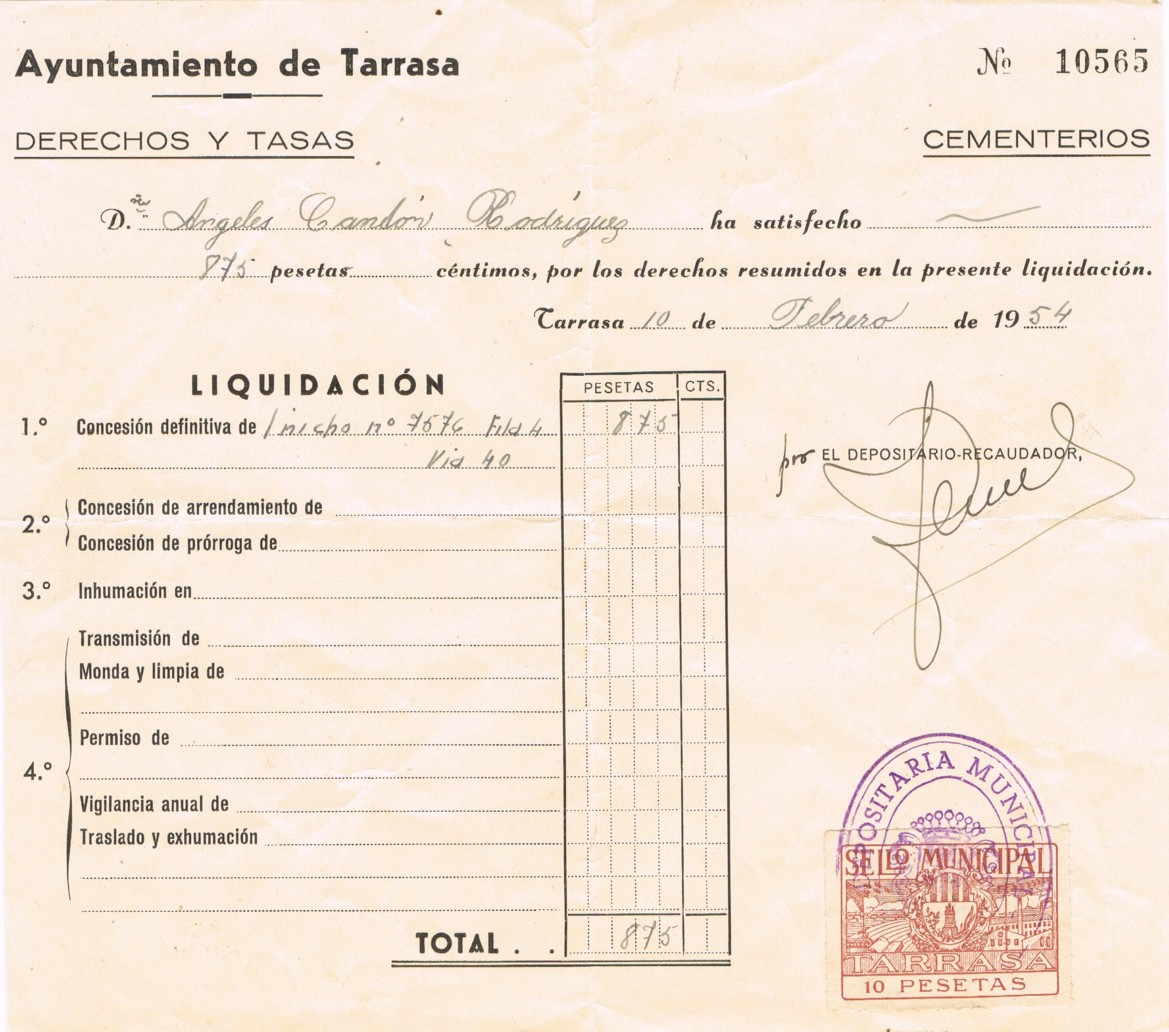 Ayuntamiento de Tarrasa
Nº 10565
DERECHOS Y TASAS
CEMENTERIOS
D.ña Angeles Candón Rodríguez ha satisfecho
875 pesetas céntimos, por los derechos resumidos en la presente liquidación.
Tarrasa 10 de Febrero de 1954
LIQUIDACIÓN
PESETAS CTS.
1.º Concesión definitiva de 1 nicho nº 7576 Fila 4 875
Via 40
por EL DEPOSITARIO-RECAUDADOR,
2.º Concesión de arrendamiento de
Concesión de prórroga de
3.º Inhumación en
4.º Transmisión de
Monda y limpia de
Permiso de
Vigilancia anual de
Traslado y exhumación
TOTAL . . 875
DEPOSITARIA MUNICIPAL
SELLO MUNICIPAL
TARRASA
10 PESETAS